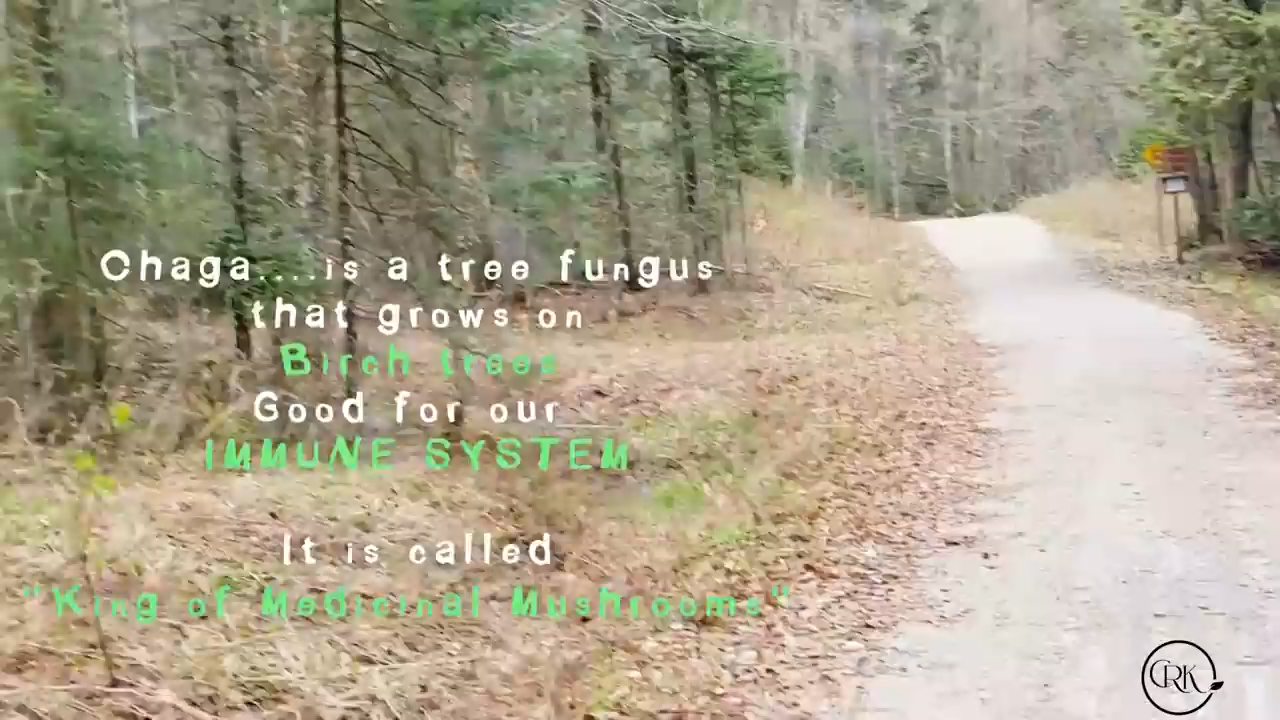 Chaga....is a tree fungus
that grows on
Birch trees
Good for our
IMMUNE SYSTEM
It is called
"King of Medicinal Mushrooms"
CRK